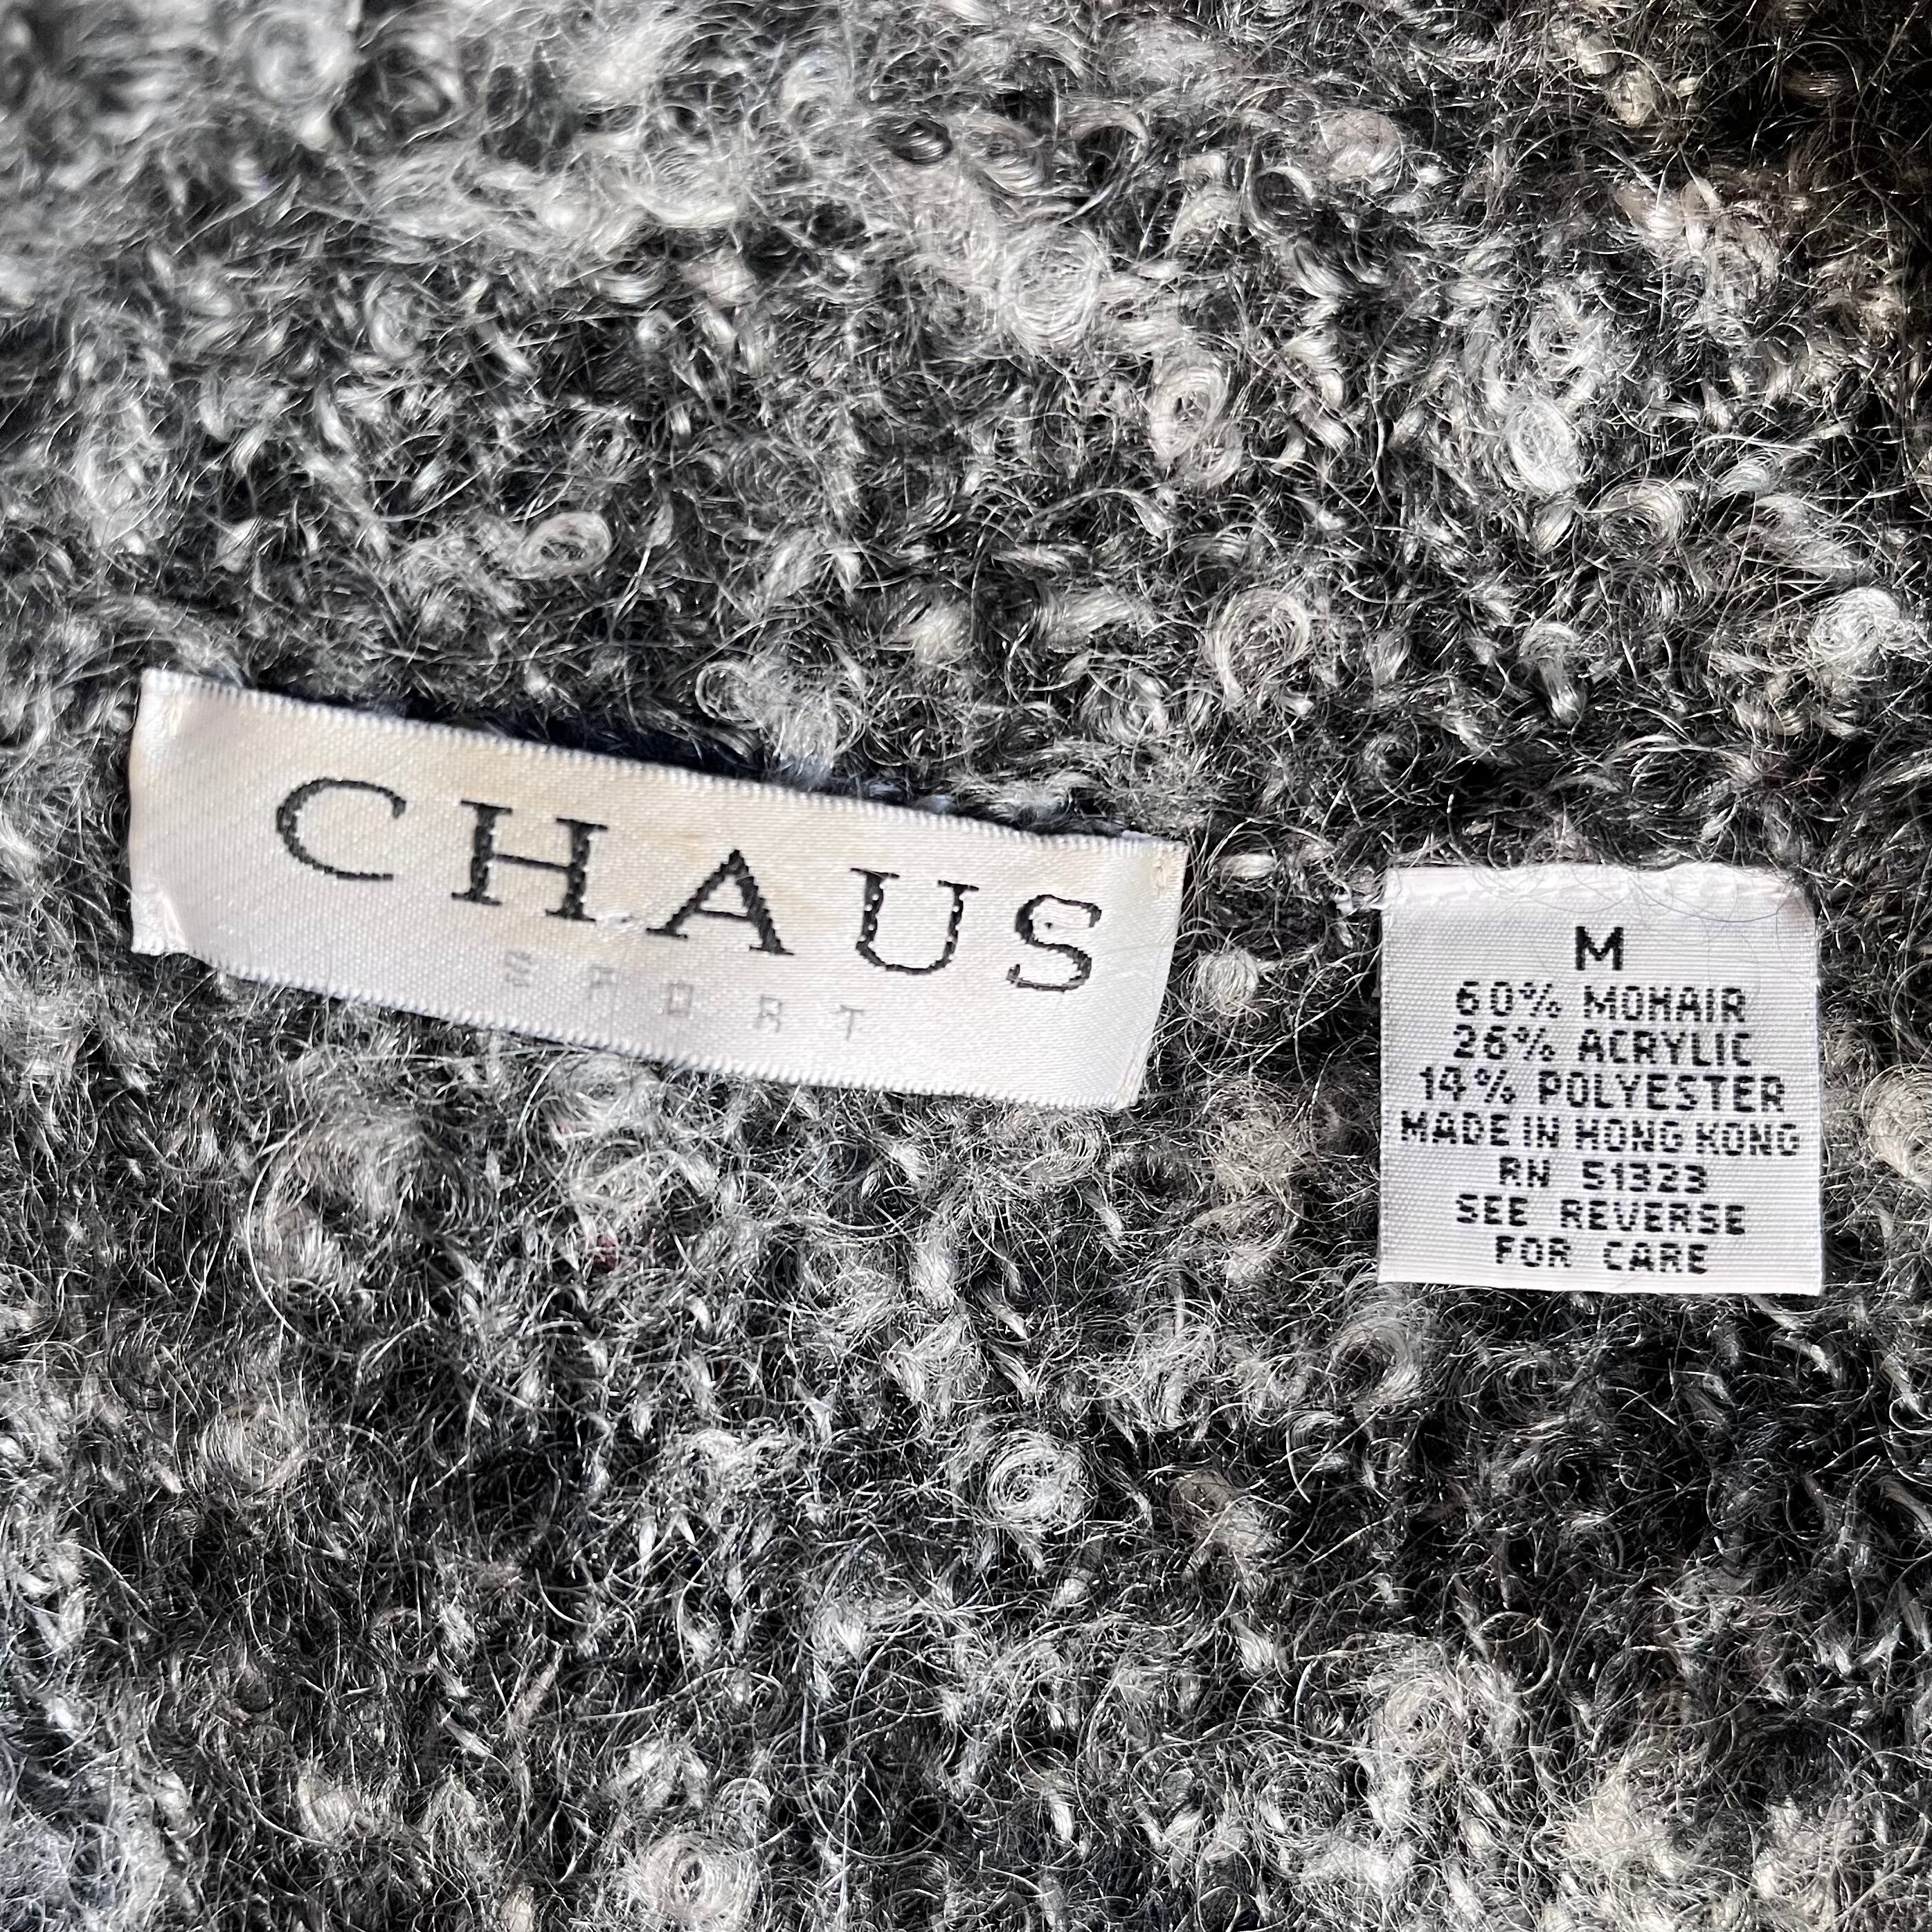 CHAUS
SPORT
M
60% MOHAIR
26% ACRYLIC
14% POLYESTER
MADE IN HONG KONG
RN 51323
SEE REVERSE
FOR CARE